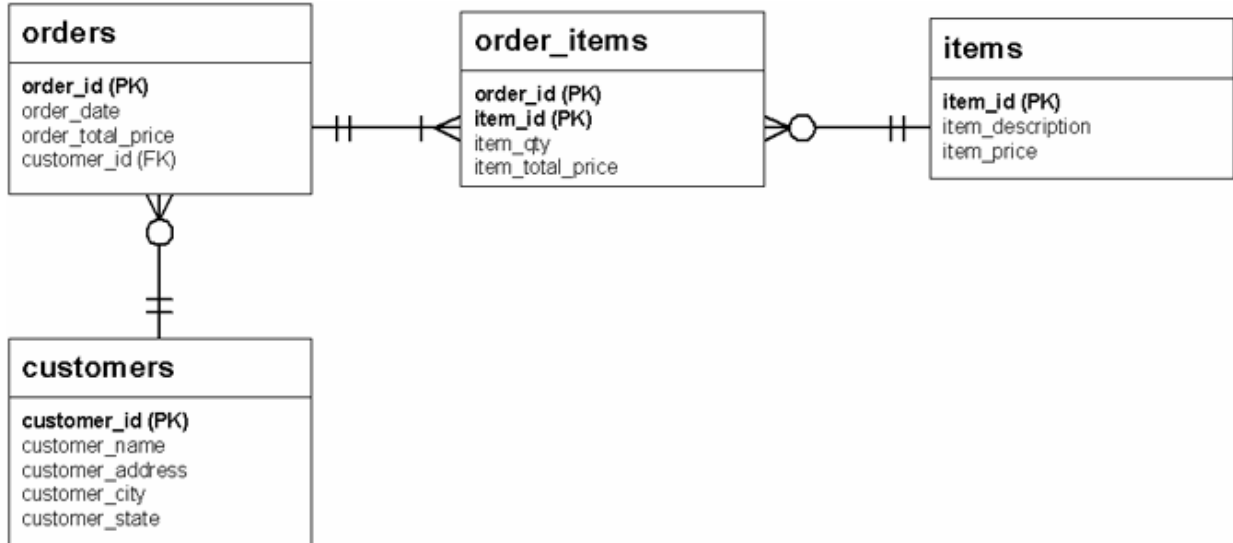 orders
order_id (PK)
order_date
order_total_price
customer_id (FK)
order_items
order_id (PK)
item_id (PK)
item_qty
item_total_price
items
item_id (PK)
item_description
item_price
customers
customer_id (PK)
customer_name
customer_address
customer_city
customer_state